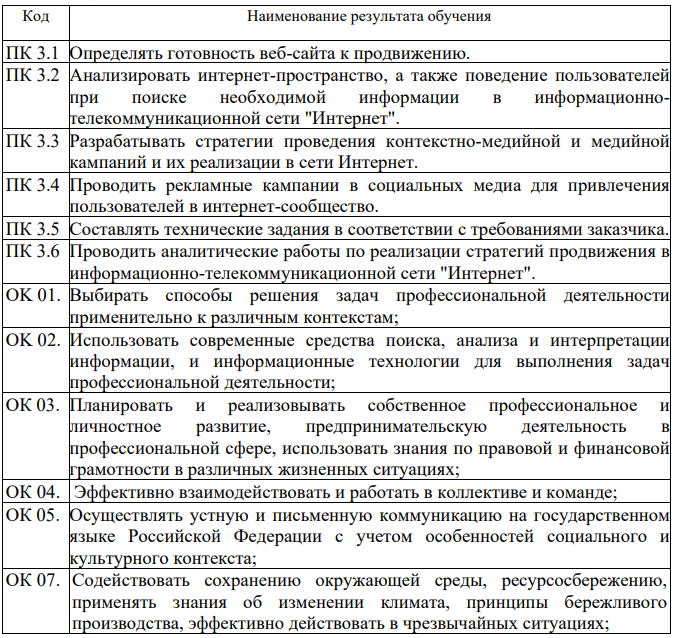 Код Наименование результата обучения
ПК 3.1 Определять готовность веб-сайта к продвижению.
ПК 3.2 Анализировать интернет-пространство, а также поведение пользователей
при поиске необходимой информации в информационно-
телекоммуникационной сети "Интернет".
ПК 3.3 Разрабатывать стратегии проведения контекстно-медийной и медийной
кампаний и их реализации в сети Интернет.
ПК 3.4 Проводить рекламные кампании в социальных медиа для привлечения
пользователей в интернет-сообщество.
ПК 3.5 Составлять технические задания в соответствии с требованиями заказчика.
ПК 3.6 Проводить аналитические работы по реализации стратегий продвижения в
информационно-телекоммуникационной сети "Интернет".
ОК 01. Выбирать способы решения задач профессиональной деятельности
применительно к различным контекстам;
ОК 02. Использовать современные средства поиска, анализа и интерпретации
информации, и информационные технологии для выполнения задач
профессиональной деятельности;
ОК 03. Планировать и реализовывать собственное профессиональное и
личностное развитие, предпринимательскую деятельность в
профессиональной сфере, использовать знания по правовой и финансовой
грамотности в различных жизненных ситуациях;
ОК 04. Эффективно взаимодействовать и работать в коллективе и команде;
ОК 05. Осуществлять устную и письменную коммуникацию на государственном
языке Российской Федерации с учетом особенностей социального и
культурного контекста;
ОК 07. Содействовать сохранению окружающей среды, ресурсосбережению,
применять знания об изменении климата, принципы бережливого
производства, эффективно действовать в чрезвычайных ситуациях;